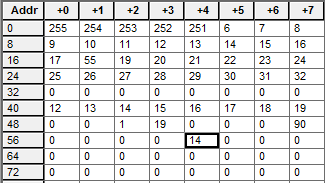 Addr +0 +1 +2 +3 +4 +5 +6 +7
0 255 254 253 252 251 6 7 8
8 9 10 11 12 13 14 15 16
16 17 55 19 20 21 22 23 24
24 25 26 27 28 29 30 31 32
32 0 0 0 0 0 0 0 0
40 12 13 14 15 16 17 18 19
48 0 0 1 19 0 0 0 90
56 0 0 0 0 14 0 0 0
64 0 0 0 0 0 0 0 0
72 0 0 0 0 0 0 0 0